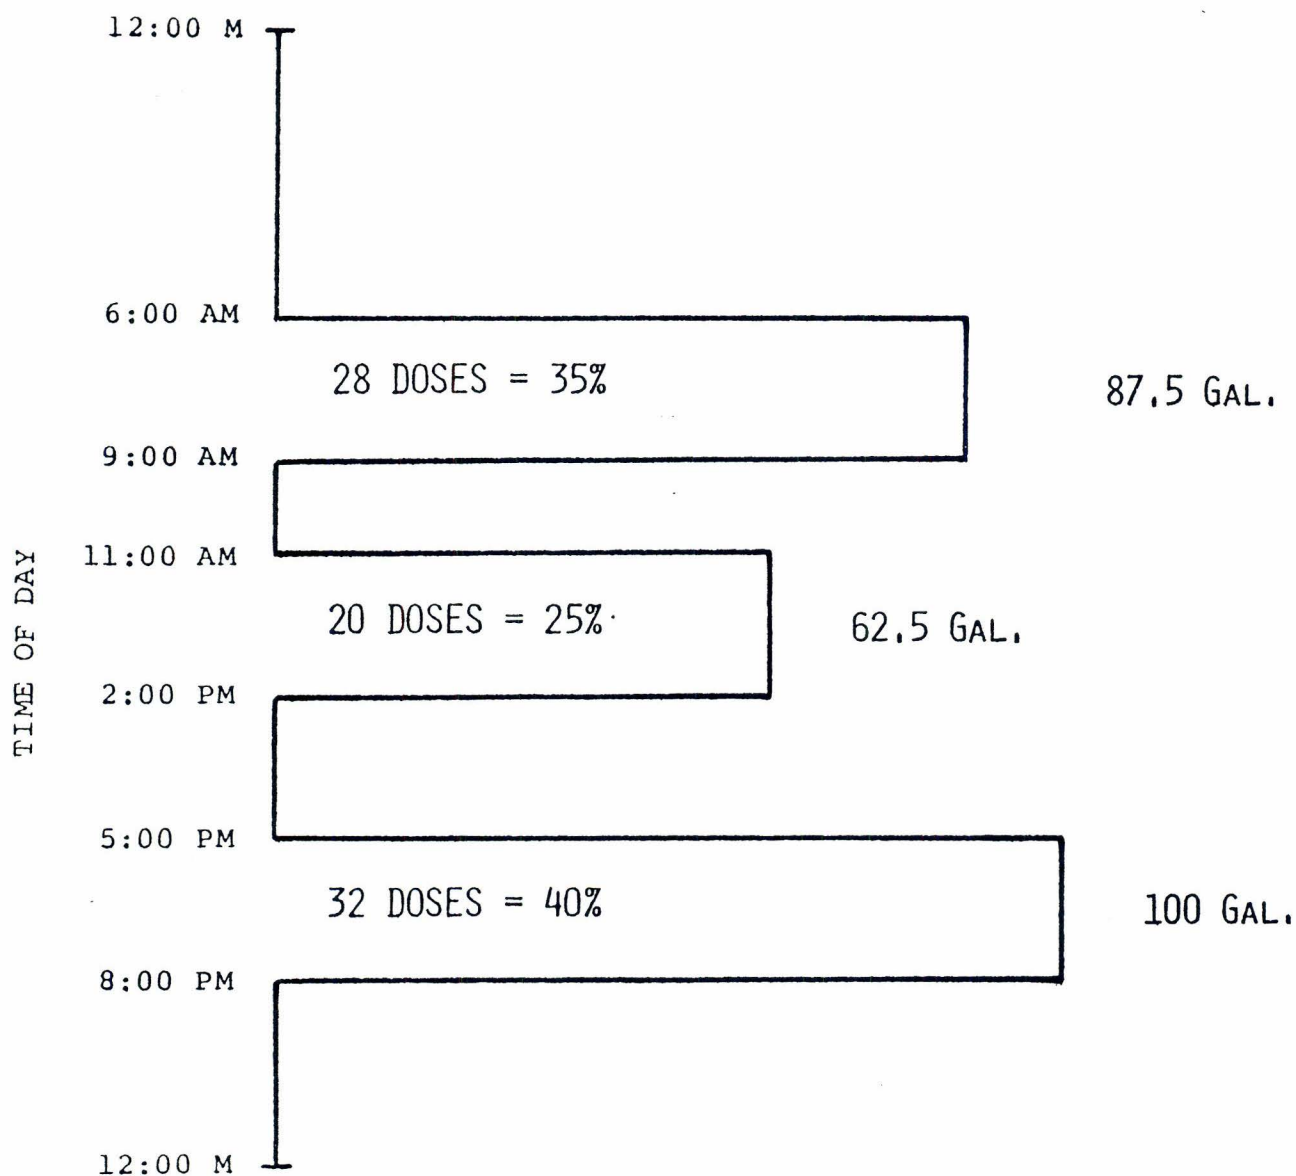 12:00 M
6:00 AM
28 DOSES = 35%
87.5 GAL.
9:00 AM
11:00 AM
20 DOSES = 25%
62.5 GAL.
2:00 PM
5:00 PM
32 DOSES = 40%
100 GAL.
8:00 PM
12:00 M
TIME OF DAY